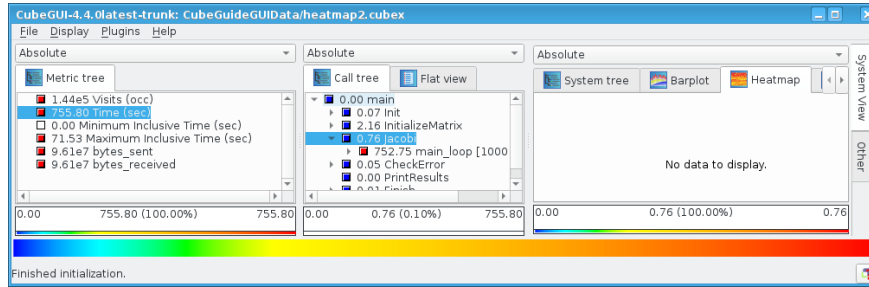 CubeGUI-4.4.0latest-trunk: CubeGuideGUIData/heatmap2.cubex
File Display Plugins Help
Absolute
Metric tree
1.44e5 Visits (occ)
755.80 Time (sec)
0.00 Minimum Inclusive Time (sec)
71.53 Maximum Inclusive Time (sec)
9.61e7 bytes_sent
9.61e7 bytes_received
0.00 755.80 (100.00%) 755.80
Absolute
Call tree Flat view
0.00 main
0.07 Init
2.16 InitializeMatrix
0.76 Jacobi
752.75 main_loop [1000
0.05 CheckError
0.00 PrintResults
0.01 Finish
0.00 0.76 (0.10%) 755.80
Absolute
System tree Barplot Heatmap
No data to display.
0.00 0.76 (100.00%) 0.76
System View
Other
Finished initialization.